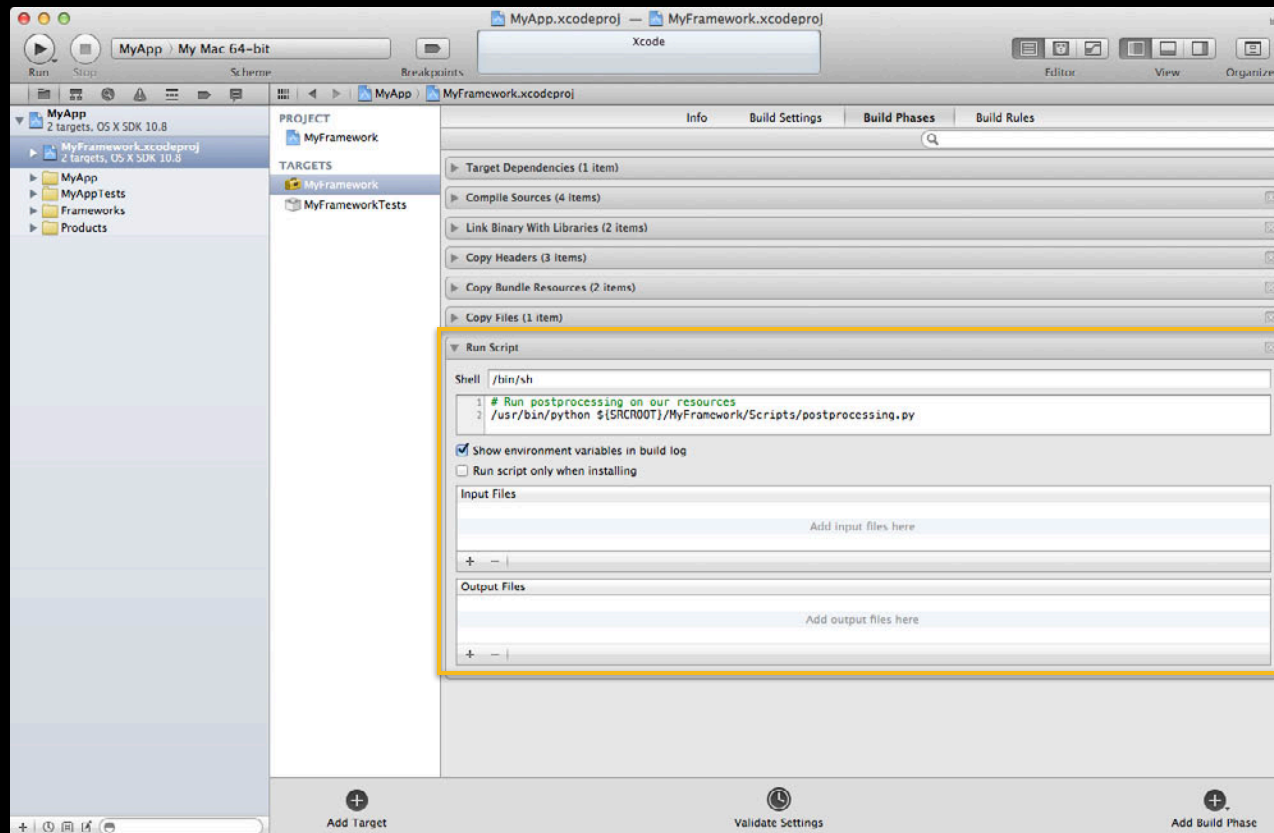 MyApp.xcodeproj — MyFramework.xcodeproj
MyApp › My Mac 64-bit
Xcode
Run Stop Scheme Breakpoints Editor View Organize
MyApp › MyFramework.xcodeproj
MyApp
2 targets, OS X SDK 10.8
MyFramework.xcodeproj
2 targets, OS X SDK 10.8
MyApp
MyAppTests
Frameworks
Products
PROJECT
MyFramework
TARGETS
MyFramework
MyFrameworkTests
Info Build Settings Build Phases Build Rules
Target Dependencies (1 item)
Compile Sources (4 items)
Link Binary With Libraries (2 items)
Copy Headers (3 items)
Copy Bundle Resources (2 items)
Copy Files (1 item)
Run Script
Shell /bin/sh
1 # Run postprocessing on our resources
2 /usr/bin/python ${SRCROOT}/MyFramework/Scripts/postprocessing.py
Show environment variables in build log
Run script only when installing
Input Files
Add input files here
+ −
Output Files
Add output files here
+ −
Add Target Validate Settings Add Build Phase